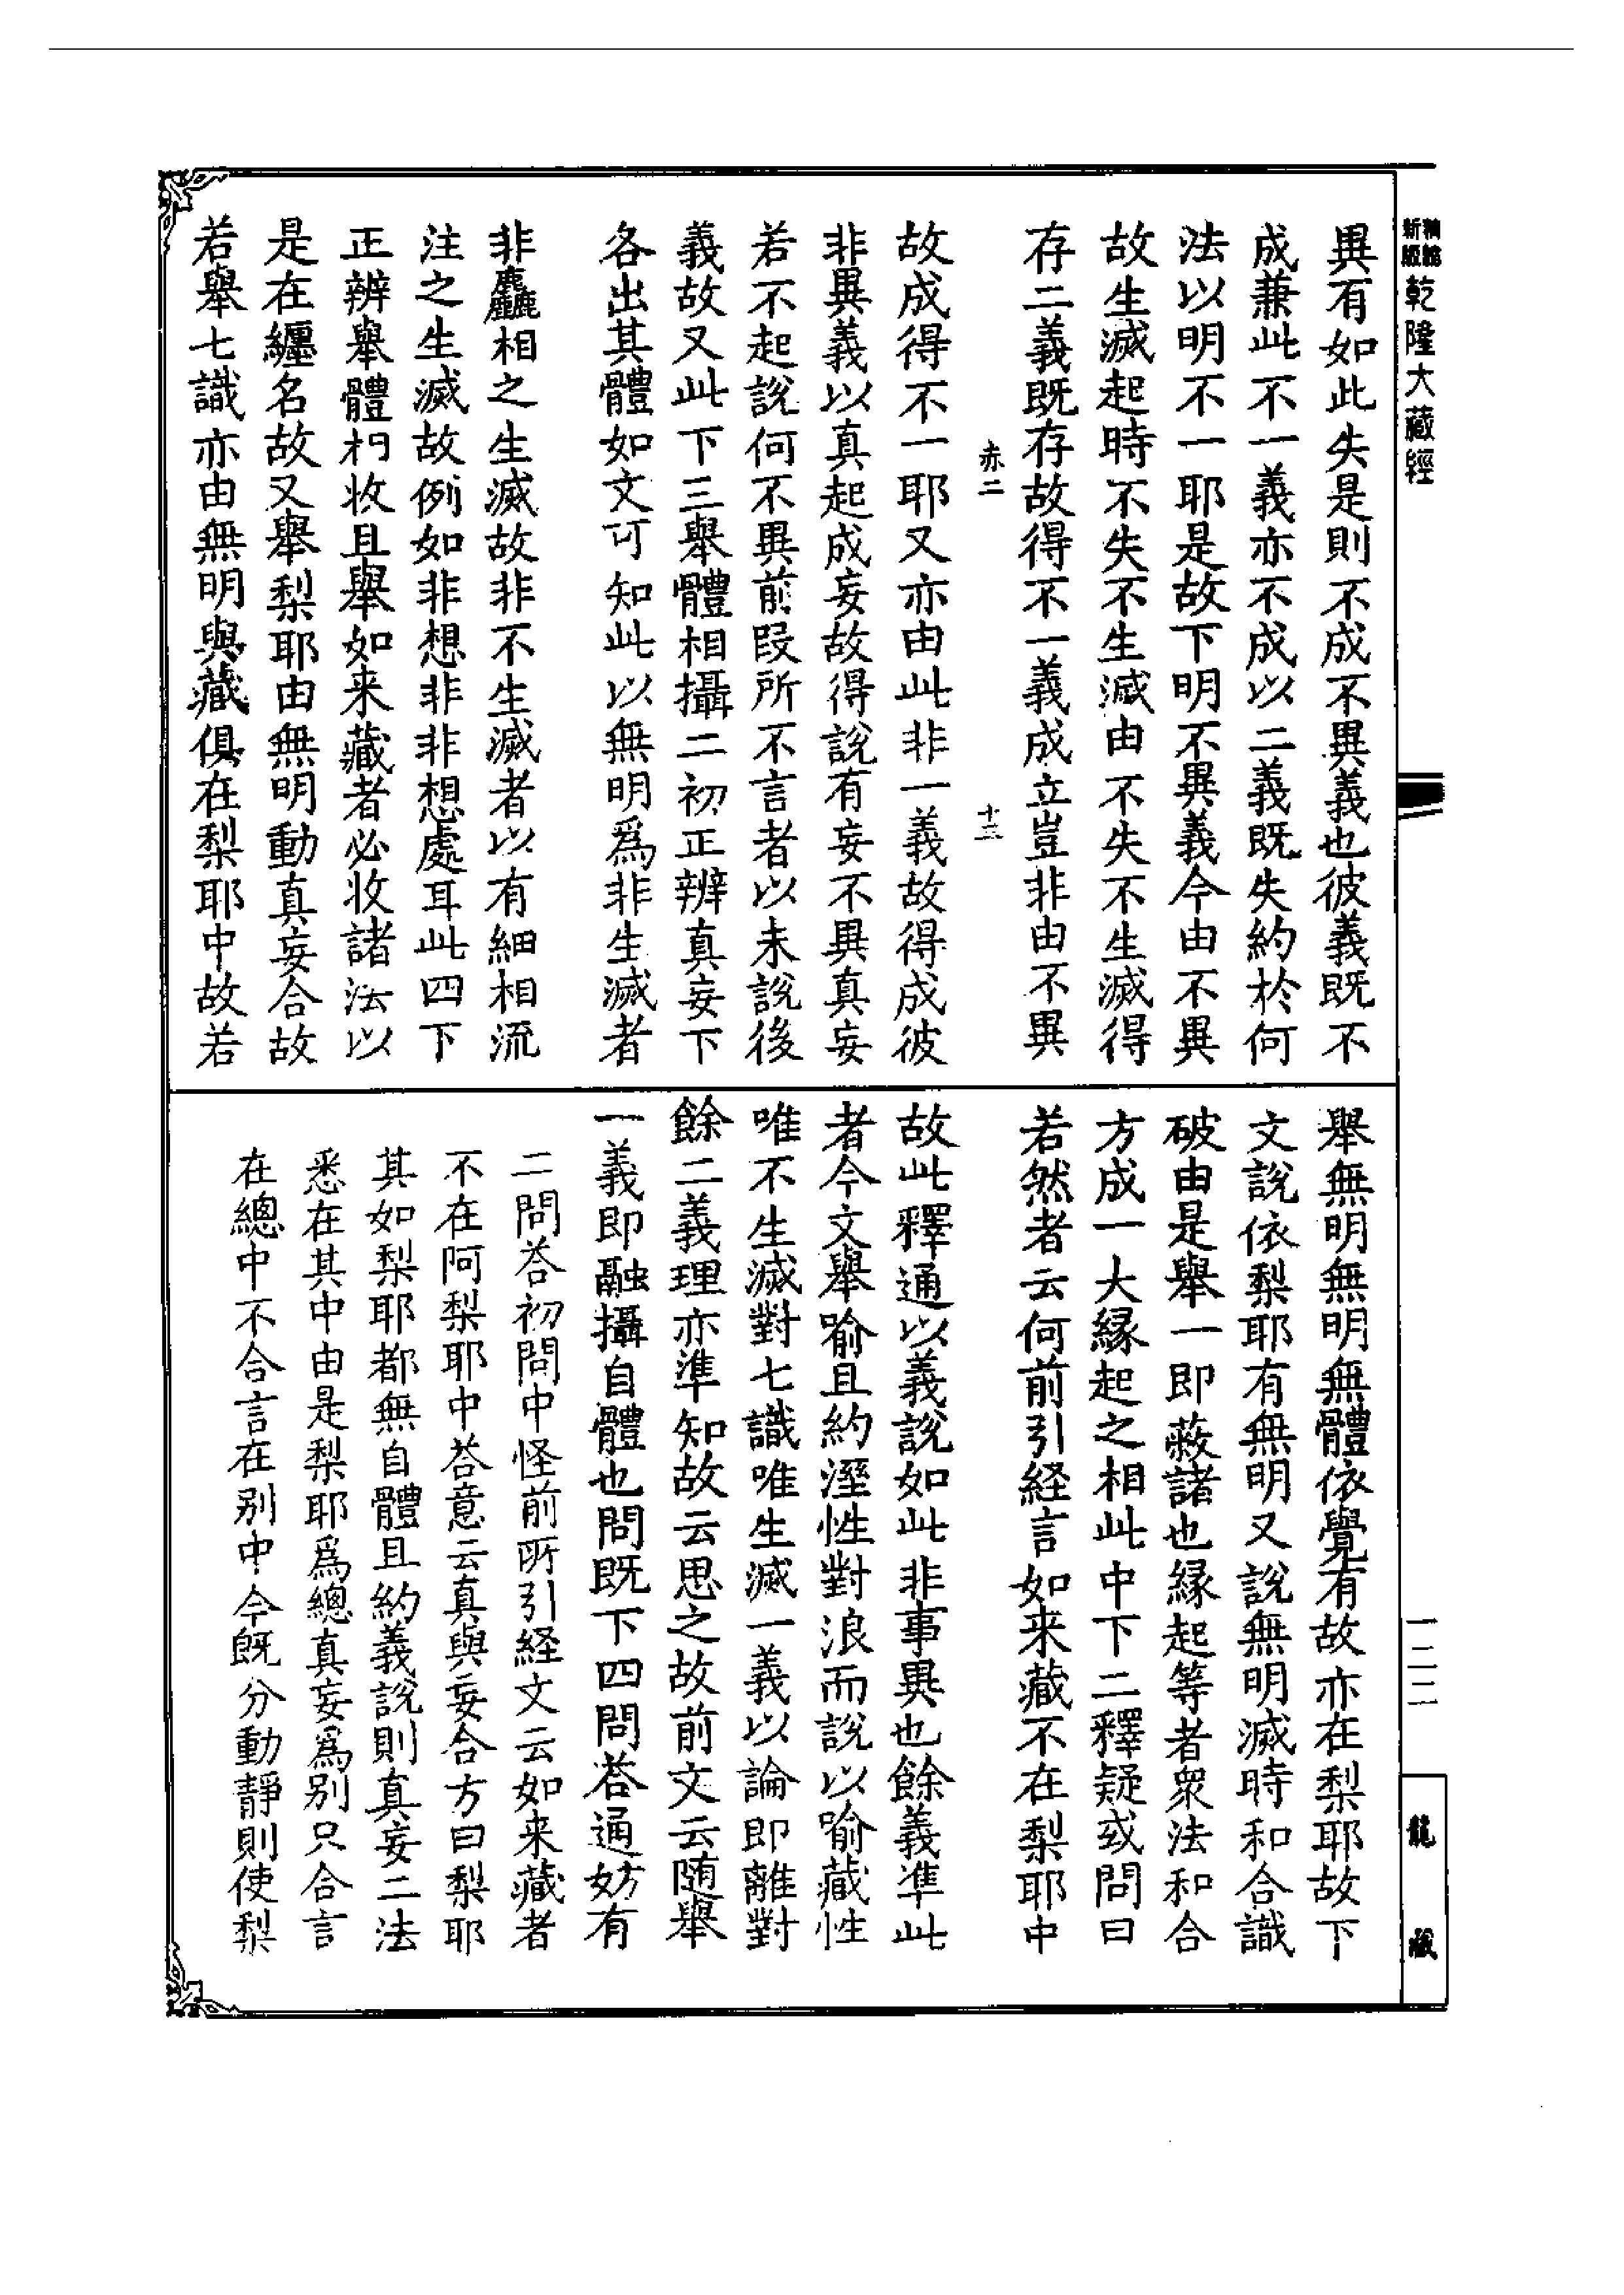 精縮新版
乾隆大藏經
異有如此失是則不成不異義也彼義既不
成兼此不一義亦不成以二義既失約於何
法以明不一耶是故下明不異義今由不異
故生滅起時不失不生滅由不失不生滅得
存二義既存故得不一義成立豈非由不異
赤二 十三
故成得不一耶又亦由此非一義故得成彼
非異義以真起成妄故得說有妄不異真妄
若不起說何不異前段所不言者以未說後
義故又此下三舉體相攝二初正辨真妄下
各出其體如文可知此以無明爲非生滅者
非麤相之生滅故非不生滅者以有細相流
注之生滅故例如非想非非想處耳此四下
正辨舉體相收且舉如来藏者必收諸法以
是在纏名故又舉梨耶由無明動真妄合故
若舉七識亦由無明與藏俱在梨耶中故若
舉無明無明無體依覺有故亦在梨耶故下
文說依梨耶有無明又說無明滅時和合識
破由是舉一即蔽諸也緣起等者眾法和合
方成一大緣起之相此中下二釋疑或問曰
若然者云何前引経言如来藏不在梨耶中
故此釋通以義說如此非事異也餘義準此
者今文舉喻且約溼性對浪而說以喻藏性
唯不生滅對七識唯生滅一義以論即離對
餘二義理亦準知故云思之故前文云随舉
一義即融攝自體也問既下四問荅通妨有
二問荅初問中怪前所引経文云如来藏者
不在阿梨耶中荅意云真與妄合方曰梨耶
其如梨耶都無自體且約義說則真妄二法
悉在其中由是梨耶爲總真妄爲别只合言
在總中不合言在别中今既分動靜則使梨
一二二
龍藏